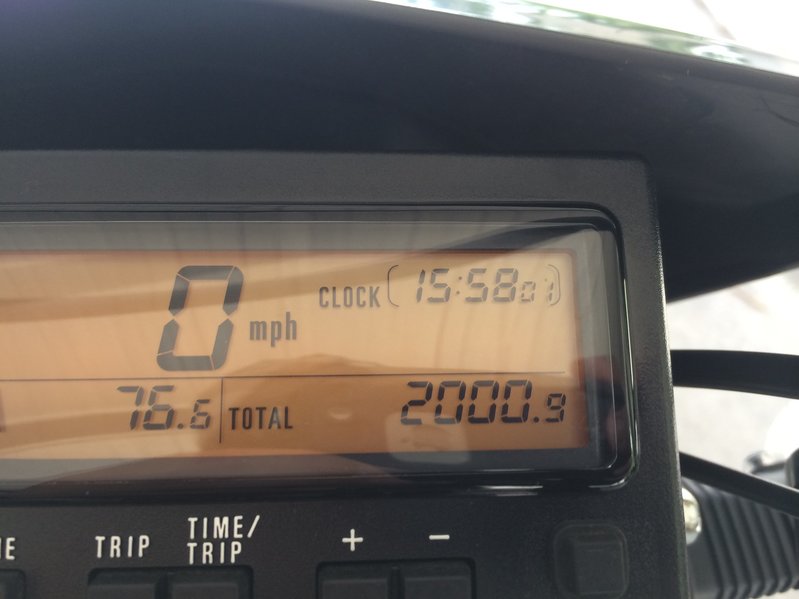 0 mph CLOCK 15:58 01
76.6 TOTAL 2000.9
TRIP TIME/
TRIP + -